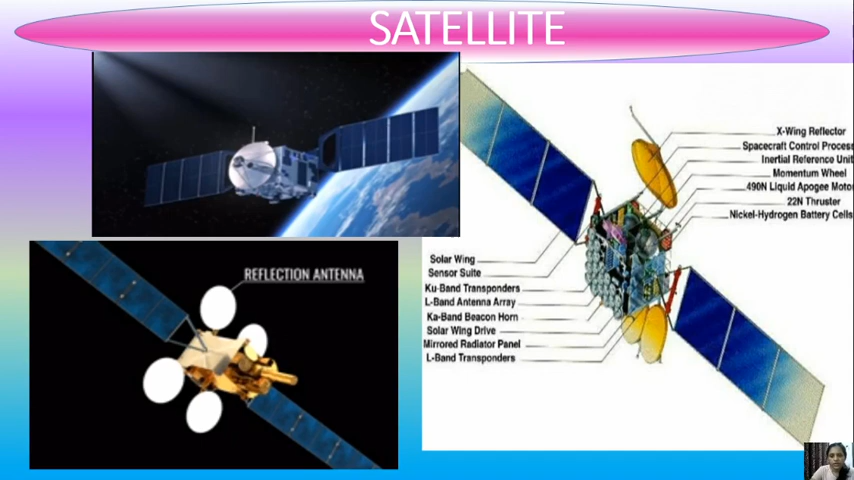 SATELLITE
REFLECTION ANTENNA
X-Wing Reflector
Spacecraft Control Process
Inertial Reference Unit
Momentum Wheel
490N Liquid Apogee Motor
22N Thruster
Nickel-Hydrogen Battery Cells
Solar Wing
Sensor Suite
Ku-Band Transponders
L-Band Antenna Array
Ka-Band Beacon Horn
Solar Wing Drive
Mirrored Radiator Panel
L-Band Transponders